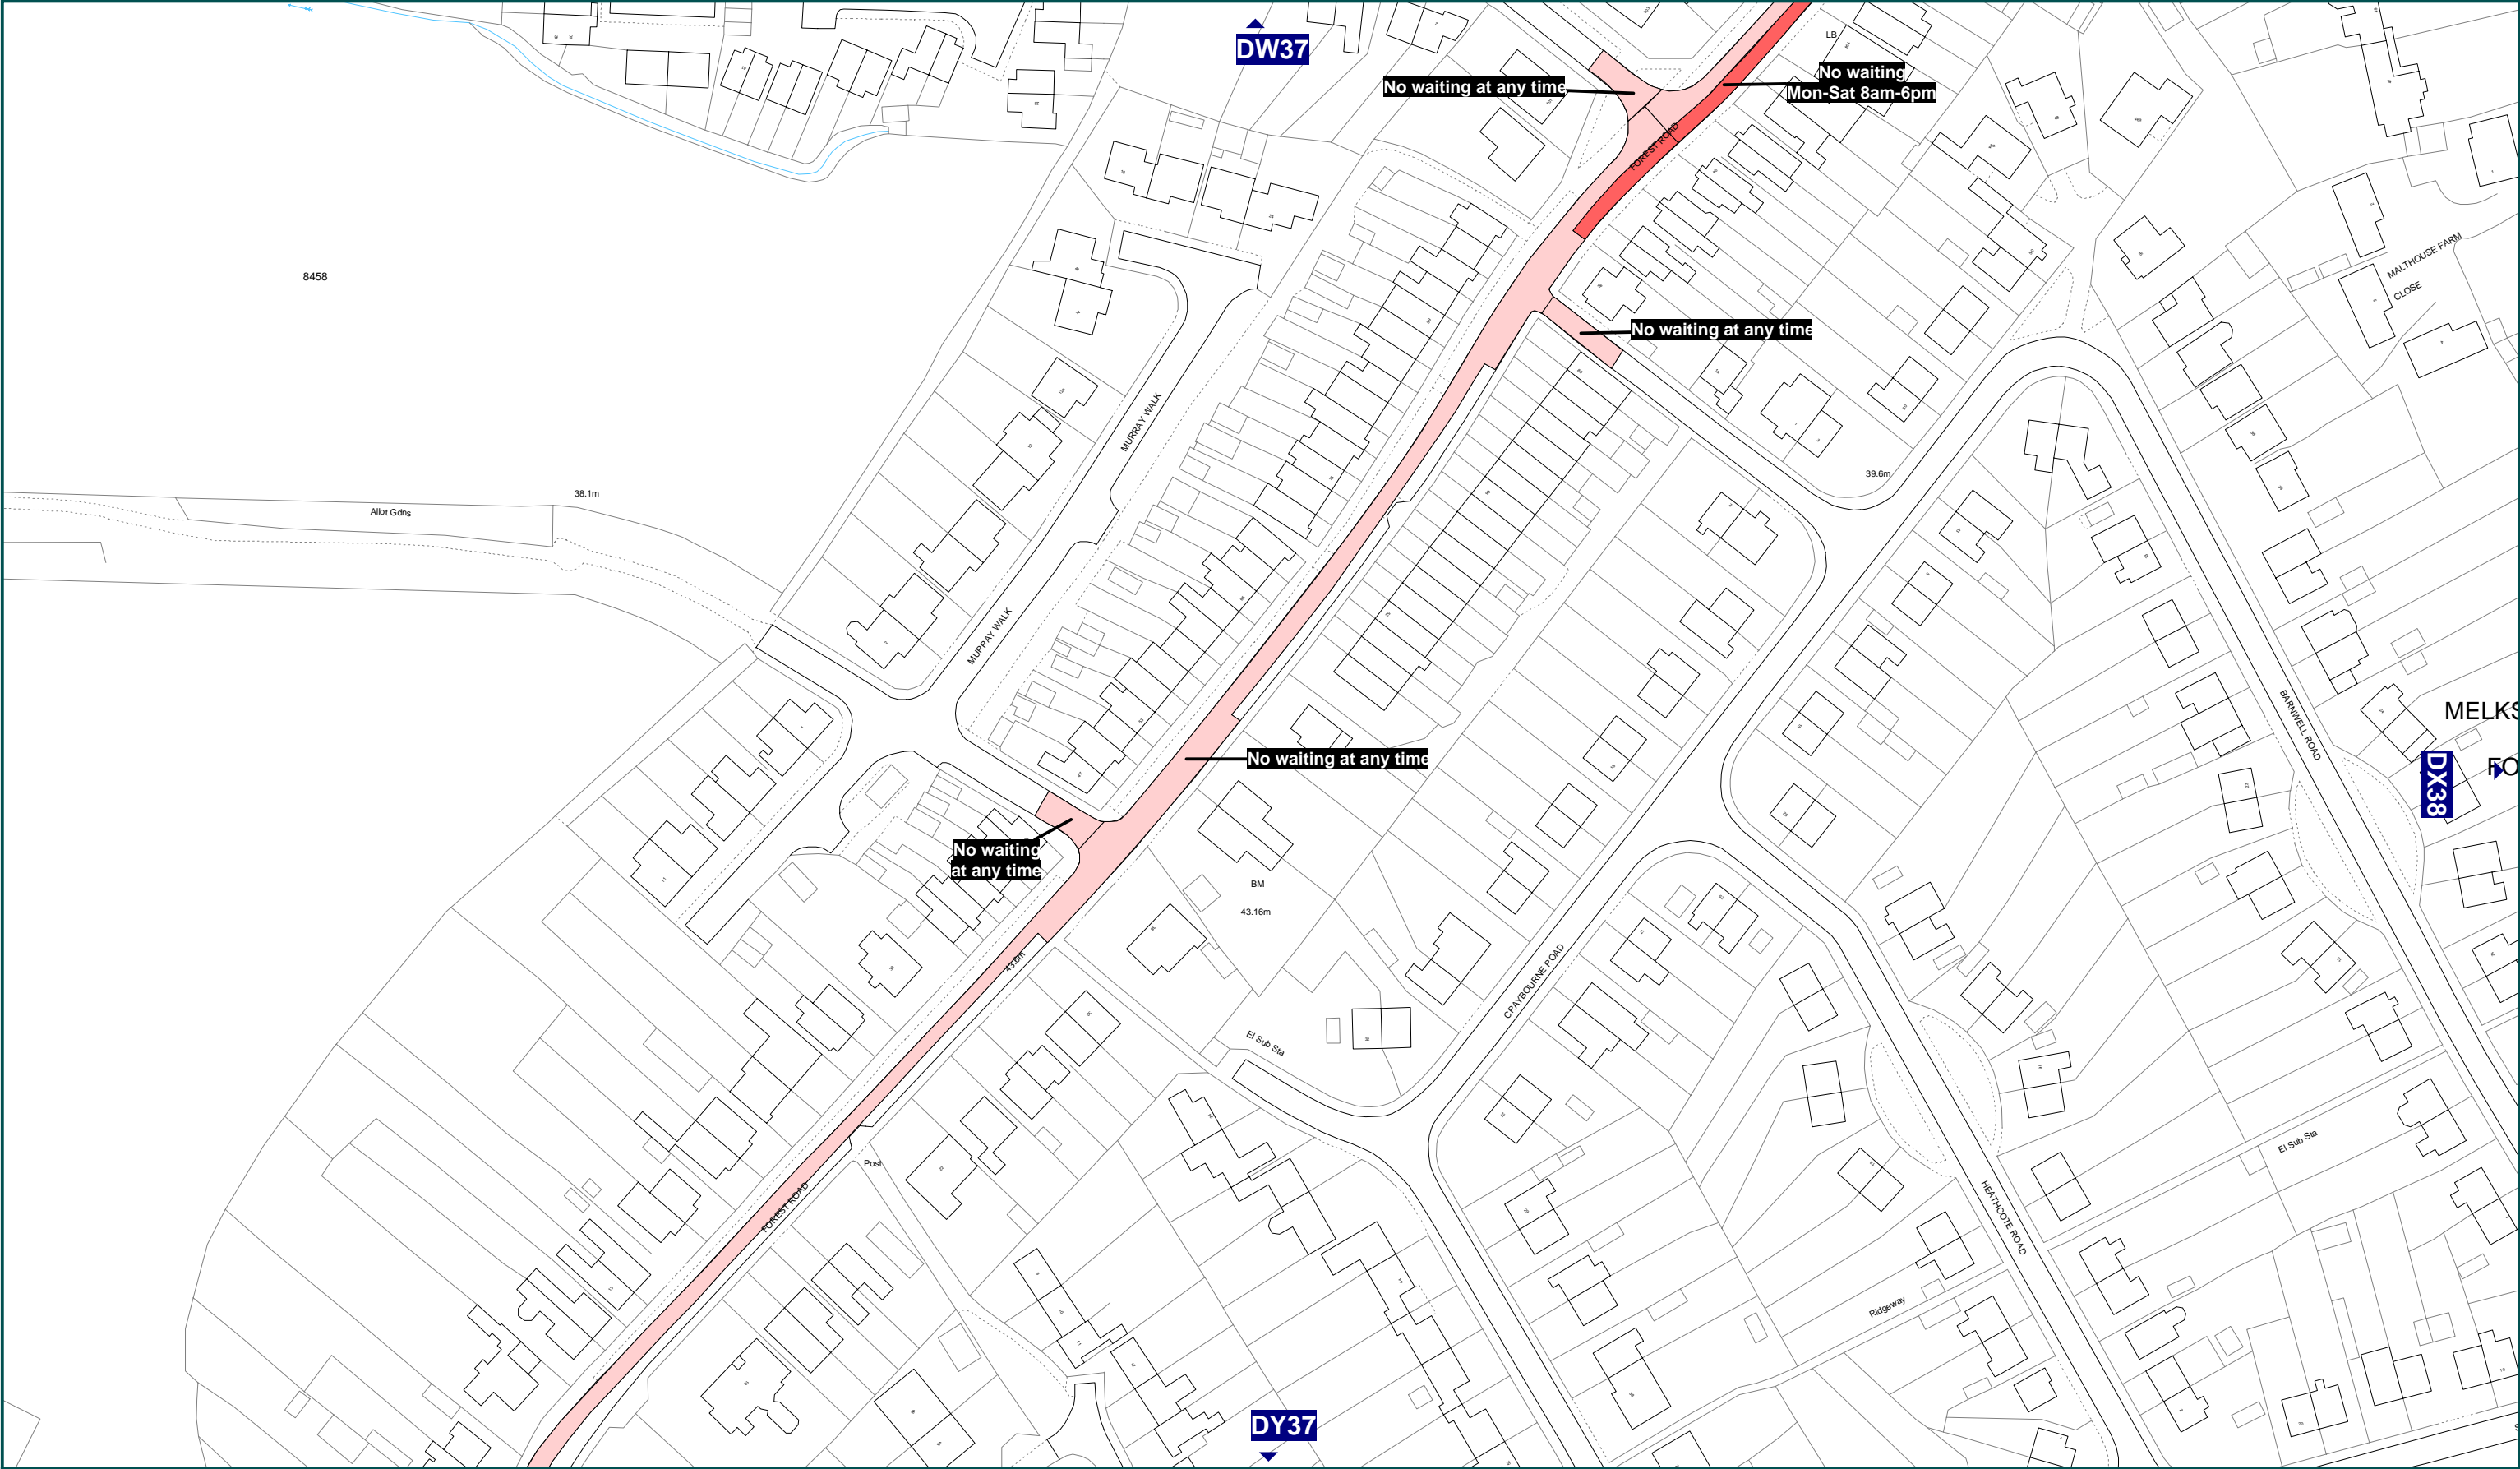 DW37
LB
No waiting
Mon-Sat 8am-6pm
No waiting at any time
FOREST ROAD
MALTHOUSE FARM
CLOSE
8458
No waiting at any time
MURRAY WALK
39.6m
38.1m
Allot Gdns
MURRAY WALK
BARNWELL ROAD
MELKS
FO
DX38
No waiting at any time
No waiting
at any time
BM
43.16m
43.6m
CRAYBOURNE ROAD
El Sub Sta
El Sub Sta
Post
FOREST ROAD
HEATHCOTE ROAD
Ridgeway
DY37